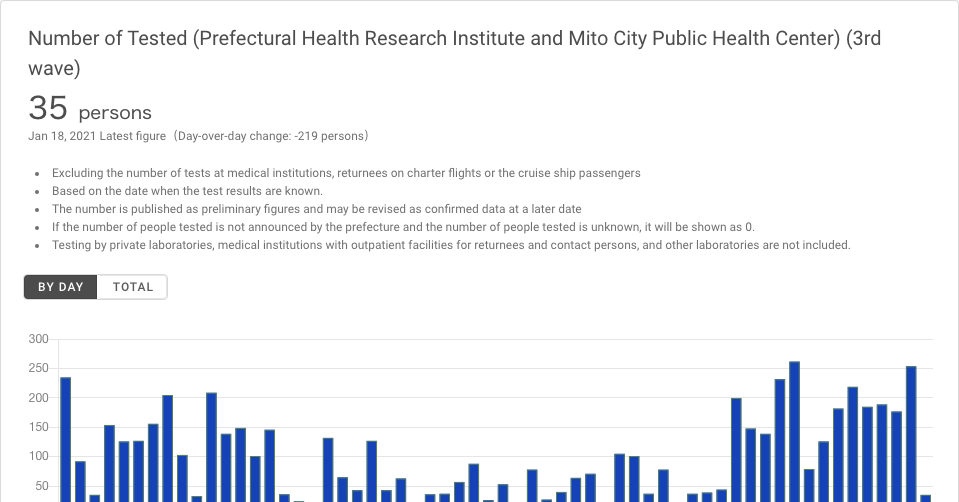 Number of Tested (Prefectural Health Research Institute and Mito City Public Health Center) (3rd
wave)
35 persons
Jan 18, 2021 Latest figure（Day-over-day change: -219 persons）
• Excluding the number of tests at medical institutions, returnees on charter flights or the cruise ship passengers
• Based on the date when the test results are known.
• The number is published as preliminary figures and may be revised as confirmed data at a later date
• If the number of people tested is not announced by the prefecture and the number of people tested is unknown, it will be shown as 0.
• Testing by private laboratories, medical institutions with outpatient facilities for returnees and contact persons, and other laboratories are not included.
BY DAY TOTAL
300
250
200
150
100
50